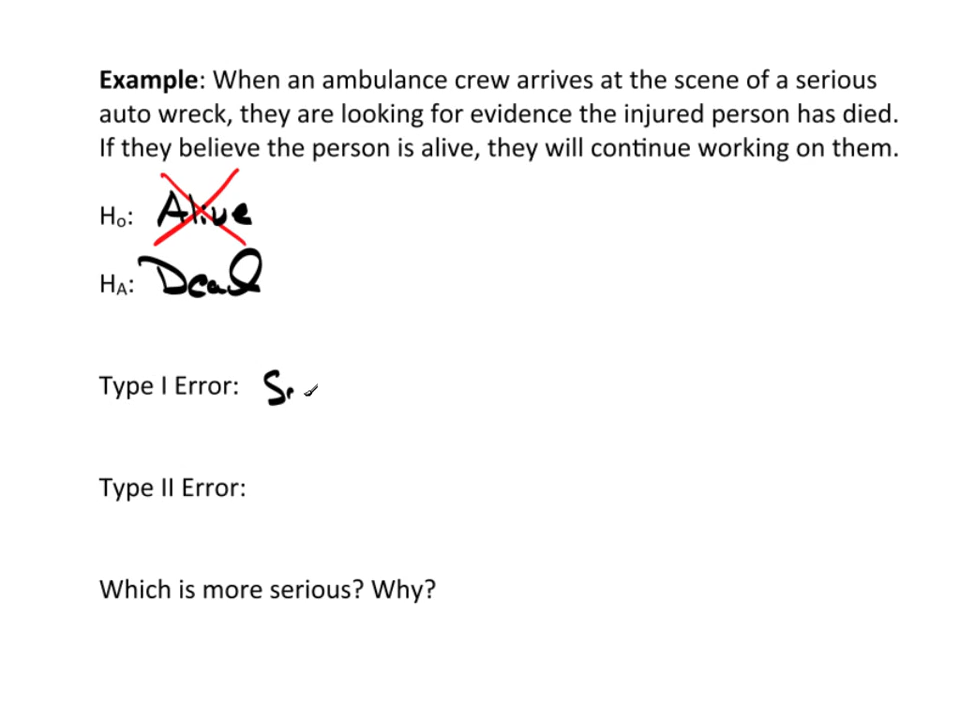 Example: When an ambulance crew arrives at the scene of a serious
auto wreck, they are looking for evidence the injured person has died.
If they believe the person is alive, they will continue working on them.
H₀: Alive
Hₐ: Dead
Type I Error:
Type II Error:
Which is more serious? Why?